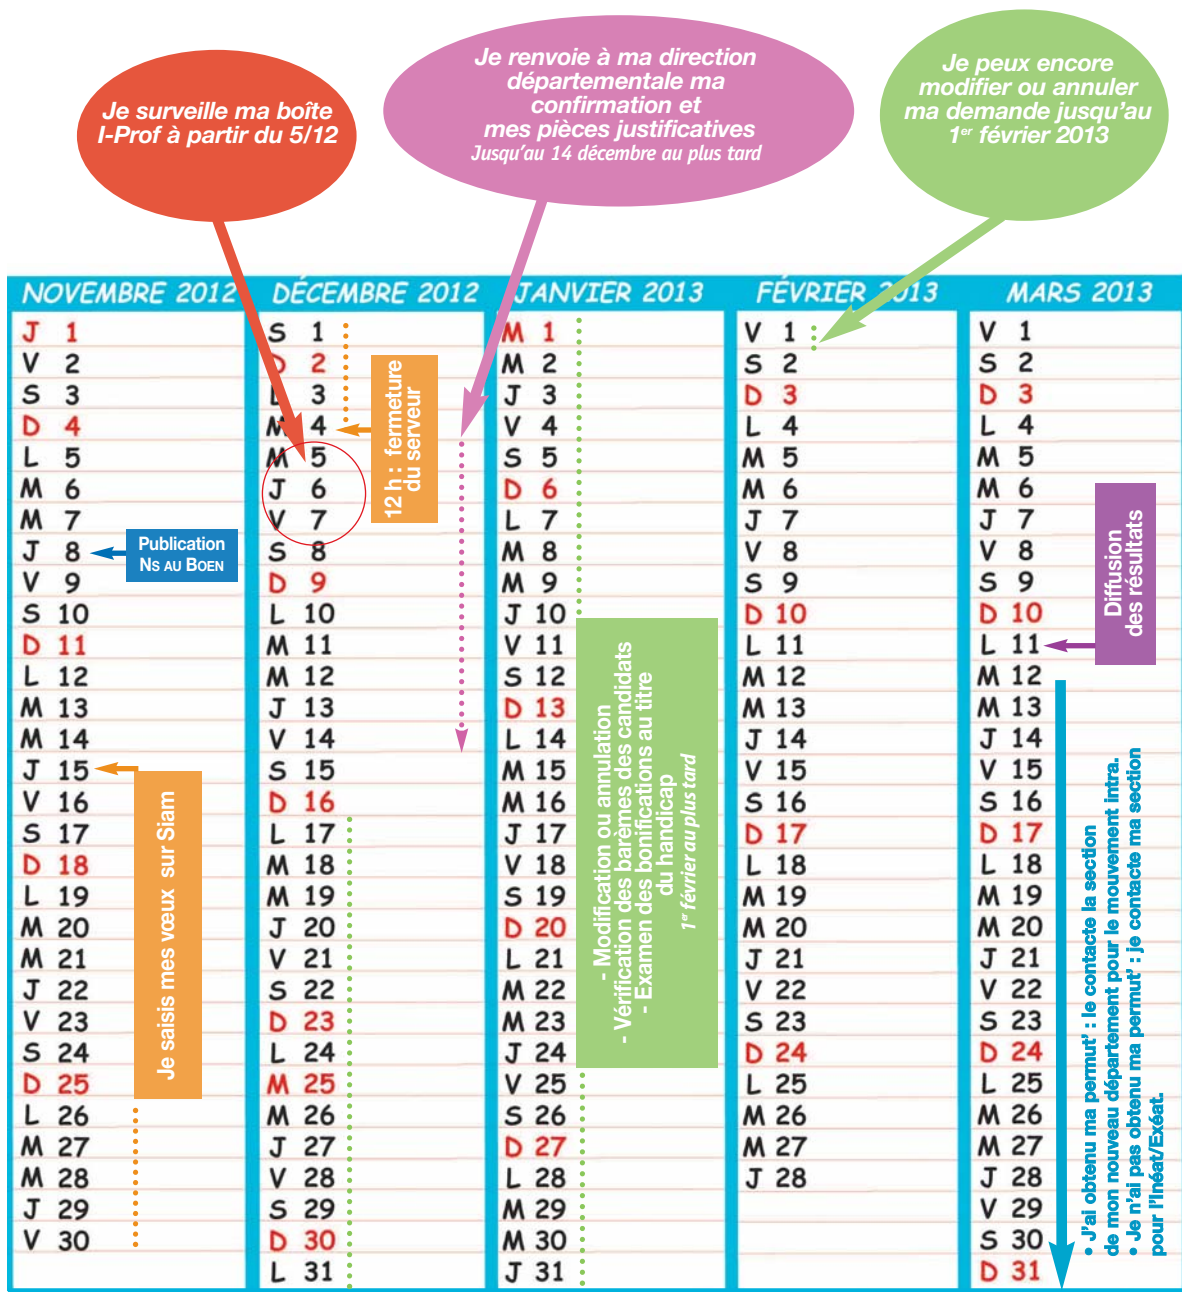 Je surveille ma boîte
I-Prof à partir du 5/12
Je renvoie à ma direction
départementale ma
confirmation et
mes pièces justificatives
Jusqu'au 14 décembre au plus tard
Je peux encore
modifier ou annuler
ma demande jusqu'au
1er février 2013
NOVEMBRE 2012
J 1
V 2
S 3
D 4
L 5
M 6
M 7
J 8
V 9
S 10
D 11
L 12
M 13
M 14
J 15
V 16
S 17
D 18
L 19
M 20
M 21
J 22
V 23
S 24
D 25
L 26
M 27
M 28
J 29
V 30
Publication
NS AU BOEN
Je saisis mes vœux sur Siam
DÉCEMBRE 2012
S 1
D 2
L 3
M 4
M 5
J 6
V 7
S 8
D 9
L 10
M 11
M 12
J 13
V 14
S 15
D 16
L 17
M 18
M 19
J 20
V 21
S 22
D 23
L 24
M 25
M 26
J 27
V 28
S 29
D 30
L 31
12 h : fermeture
du serveur
JANVIER 2013
M 1
M 2
J 3
V 4
S 5
D 6
L 7
M 8
M 9
J 10
V 11
S 12
D 13
L 14
M 15
M 16
J 17
V 18
S 19
D 20
L 21
M 22
M 23
J 24
V 25
S 26
D 27
L 28
M 29
M 30
J 31
- Modification ou annulation
- Vérification des barèmes des candidats
- Examen des bonifications au titre
du handicap
1er février au plus tard
FÉVRIER 2013
V 1
S 2
D 3
L 4
M 5
M 6
J 7
V 8
S 9
D 10
L 11
M 12
M 13
J 14
V 15
S 16
D 17
L 18
M 19
M 20
J 21
V 22
S 23
D 24
L 25
M 26
M 27
J 28
MARS 2013
V 1
S 2
D 3
L 4
M 5
M 6
J 7
V 8
S 9
D 10
L 11
M 12
M 13
J 14
V 15
S 16
D 17
L 18
M 19
M 20
J 21
V 22
S 23
D 24
L 25
M 26
M 27
J 28
V 29
S 30
D 31
Diffusion
des résultats
• J'ai obtenu ma permut' : le contacte la section
de mon nouveau département pour le mouvement intra.
• Je n'ai pas obtenu ma permut' : je contacte ma section
pour l'Inéat/Exéat.